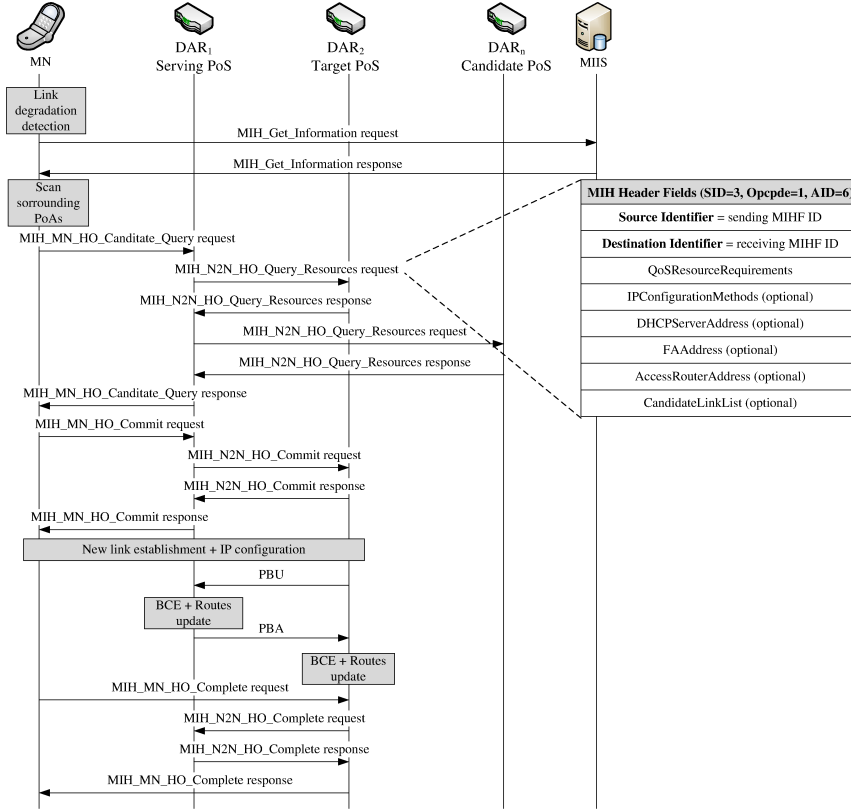 MN
DAR1
Serving PoS
DAR2
Target PoS
DARn
Candidate PoS
MIIS
Link
degradation
detection
MIH_Get_Information request
MIH_Get_Information response
Scan
sorrounding
PoAs
MIH Header Fields (SID=3, Opcpde=1, AID=6)
Source Identifier = sending MIHF ID
Destination Identifier = receiving MIHF ID
QoSResourceRequirements
IPConfigurationMethods (optional)
DHCPServerAddress (optional)
FAAddress (optional)
AccessRouterAddress (optional)
CandidateLinkList (optional)
MIH_MN_HO_Canditate_Query request
MIH_N2N_HO_Query_Resources request
MIH_N2N_HO_Query_Resources response
MIH_N2N_HO_Query_Resources request
MIH_N2N_HO_Query_Resources response
MIH_MN_HO_Canditate_Query response
MIH_MN_HO_Commit request
MIH_N2N_HO_Commit request
MIH_N2N_HO_Commit response
MIH_MN_HO_Commit response
New link establishment + IP configuration
PBU
BCE + Routes
update
PBA
BCE + Routes
update
MIH_MN_HO_Complete request
MIH_N2N_HO_Complete request
MIH_N2N_HO_Complete response
MIH_MN_HO_Complete response